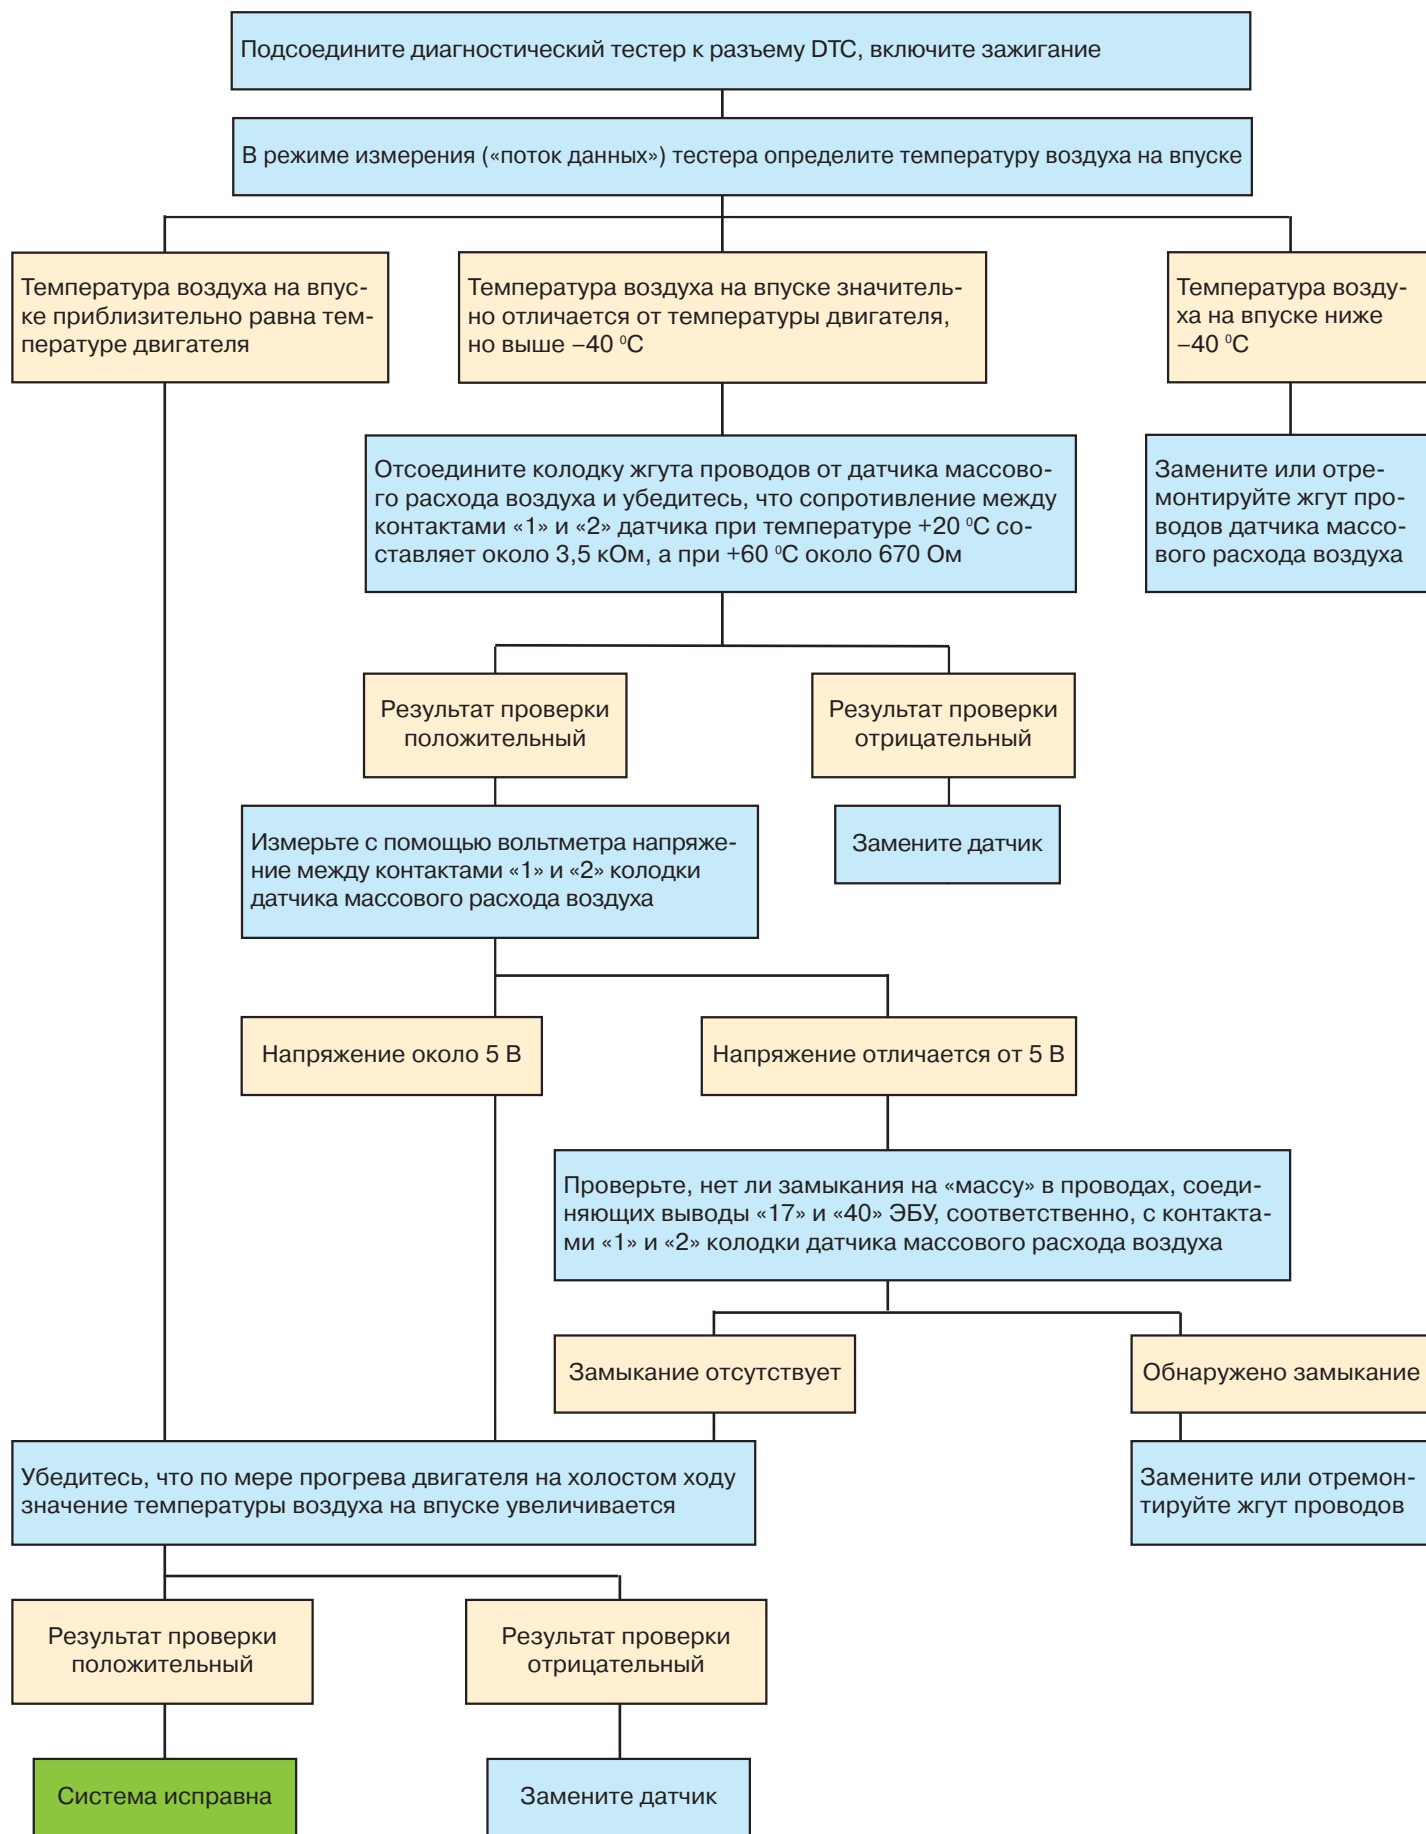 Подсоедините диагностический тестер к разъему DTC, включите зажигание
В режиме измерения («поток данных») тестера определите температуру воздуха на впуске
Температура воздуха на впус-
ке приблизительно равна тем-
пературе двигателя
Температура воздуха на впуске значитель-
но отличается от температуры двигателя,
но выше –40 ⁰С
Температура возду-
ха на впуске ниже
–40 ⁰С
Отсоедините колодку жгута проводов от датчика массово-
го расхода воздуха и убедитесь, что сопротивление между
контактами «1» и «2» датчика при температуре +20 ⁰С со-
ставляет около 3,5 кОм, а при +60 ⁰С около 670 Ом
Замените или отре-
монтируйте жгут про-
водов датчика массо-
вого расхода воздуха
Результат проверки
положительный
Результат проверки
отрицательный
Измерьте с помощью вольтметра напряже-
ние между контактами «1» и «2» колодки
датчика массового расхода воздуха
Замените датчик
Напряжение около 5 В
Напряжение отличается от 5 В
Проверьте, нет ли замыкания на «массу» в проводах, соеди-
няющих выводы «17» и «40» ЭБУ, соответственно, с контакта-
ми «1» и «2» колодки датчика массового расхода воздуха
Замыкание отсутствует
Обнаружено замыкание
Убедитесь, что по мере прогрева двигателя на холостом ходу
значение температуры воздуха на впуске увеличивается
Замените или отремон-
тируйте жгут проводов
Результат проверки
положительный
Результат проверки
отрицательный
Система исправна
Замените датчик